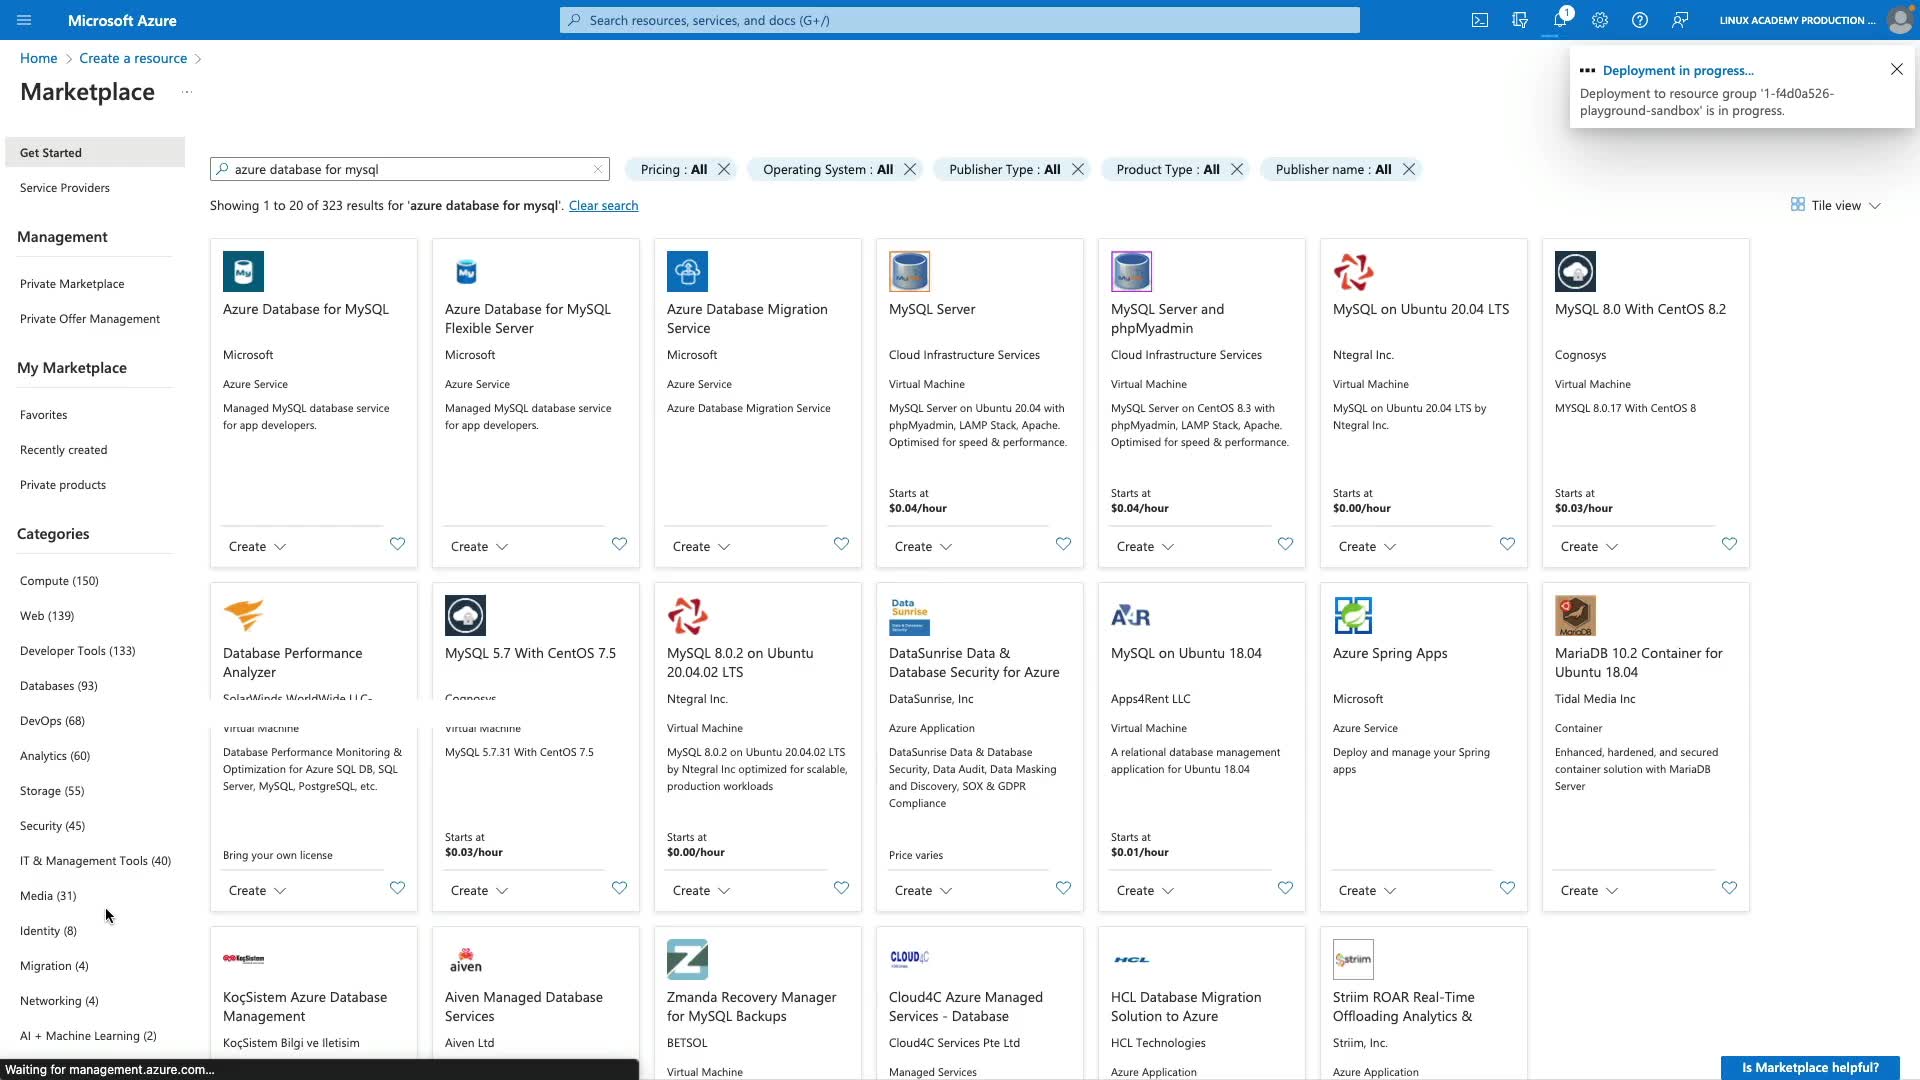 Microsoft Azure
Search resources, services, and docs (G+/)
1
LINUX ACADEMY PRODUCTION ...
Home
Create a resource
Marketplace
...
Deployment in progress...
Deployment to resource group '1-f4d0a526-
playground-sandbox' is in progress.
Get Started
Service Providers
Management
Private Marketplace
Private Offer Management
My Marketplace
Favorites
Recently created
Private products
Categories
Compute (150)
Web (139)
Developer Tools (133)
Databases (93)
DevOps (68)
Analytics (60)
Storage (55)
Security (45)
IT & Management Tools (40)
Media (31)
Identity (8)
Migration (4)
Networking (4)
AI + Machine Learning (2)
azure database for mysql
Pricing : All
Operating System : All
Publisher Type : All
Product Type : All
Publisher name : All
Showing 1 to 20 of 323 results for 'azure database for mysql'. Clear search
Tile view
My
Azure Database for MySQL
Microsoft
Azure Service
Managed MySQL database service
for app developers.
Create
My
Azure Database for MySQL
Flexible Server
Microsoft
Azure Service
Managed MySQL database service
for app developers.
Create
Azure Database Migration
Service
Microsoft
Azure Service
Azure Database Migration Service
Create
MySQL Server
Cloud Infrastructure Services
Virtual Machine
MySQL Server on Ubuntu 20.04 with
phpMyadmin, LAMP Stack, Apache.
Optimised for speed & performance.
Starts at
$0.04/hour
Create
MySQL Server and
phpMyadmin
Cloud Infrastructure Services
Virtual Machine
MySQL Server on CentOS 8.3 with
phpMyadmin, LAMP Stack, Apache.
Optimised for speed & performance.
Starts at
$0.04/hour
Create
MySQL on Ubuntu 20.04 LTS
Ntegral Inc.
Virtual Machine
MySQL on Ubuntu 20.04 LTS by
Ntegral Inc.
Starts at
$0.00/hour
Create
MySQL 8.0 With CentOS 8.2
Cognosys
Virtual Machine
MYSQL 8.0.17 With CentOS 8
Starts at
$0.03/hour
Create
Database Performance
Analyzer
SolarWinds WorldWide LLC-
Virtual Machine
Database Performance Monitoring &
Optimization for Azure SQL DB, SQL
Server, MySQL, PostgreSQL, etc.
Bring your own license
Create
MySQL 5.7 With CentOS 7.5
Cognosys
Virtual Machine
MySQL 5.7.31 With CentOS 7.5
Starts at
$0.03/hour
Create
MySQL 8.0.2 on Ubuntu
20.04.02 LTS
Ntegral Inc.
Virtual Machine
MySQL 8.0.2 on Ubuntu 20.04.02 LTS
by Ntegral Inc optimized for scalable,
production workloads
Starts at
$0.00/hour
Create
Data
Sunrise
DataSunrise Data &
Database Security for Azure
DataSunrise, Inc
Azure Application
DataSunrise Data & Database
Security, Data Audit, Data Masking
and Discovery, SOX & GDPR
Compliance
Price varies
Create
A4R
MySQL on Ubuntu 18.04
Apps4Rent LLC
Virtual Machine
A relational database management
application for Ubuntu 18.04
Starts at
$0.01/hour
Create
Azure Spring Apps
Microsoft
Azure Service
Deploy and manage your Spring
apps
Create
MariaDB
MariaDB 10.2 Container for
Ubuntu 18.04
Tidal Media Inc
Container
Enhanced, hardened, and secured
container solution with MariaDB
Server
Create
KoçSistem
KoçSistem Azure Database
Management
KoçSistem Bilgi ve Iletisim
aiven
Aiven Managed Database
Services
Aiven Ltd
Z
Zmanda Recovery Manager
for MySQL Backups
BETSOL
Virtual Machine
CLOUD4C
Cloud4C Azure Managed
Services - Database
Cloud4C Services Pte Ltd
Managed Services
HCL
HCL Database Migration
Solution to Azure
HCL Technologies
Azure Application
striim
Striim ROAR Real-Time
Offloading Analytics &
Striim, Inc.
Azure Application
Waiting for management.azure.com...
Is Marketplace helpful?